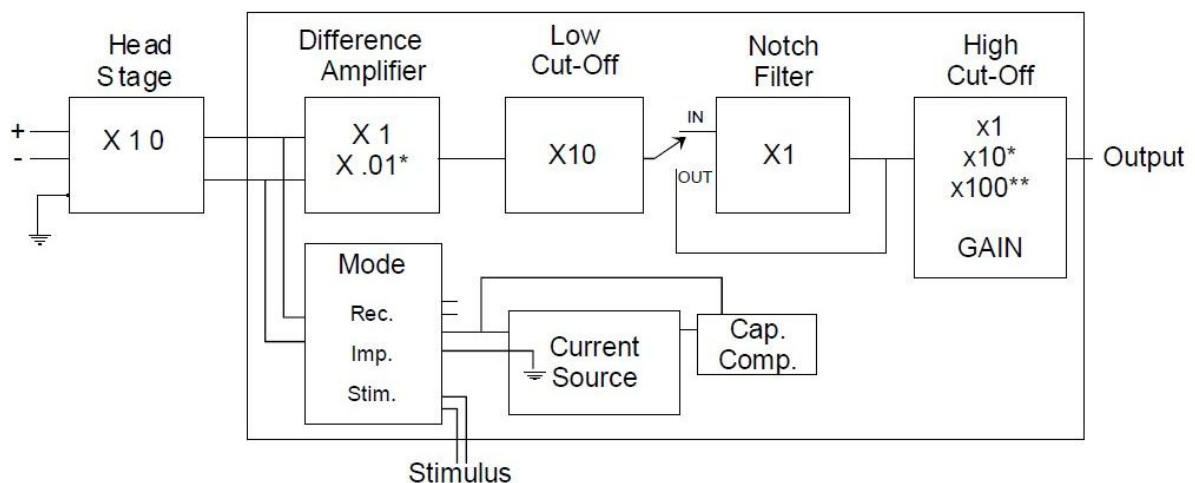 Head
Stage
Difference
Amplifier
Low
Cut-Off
Notch
Filter
High
Cut-Off
+
-
X 1 0
X 1
X .01*
X10
IN
OUT
X1
x1
x10*
x100**
GAIN
Output
Mode
Rec.
Imp.
Stim.
Current
Source
Cap.
Comp.
Stimulus